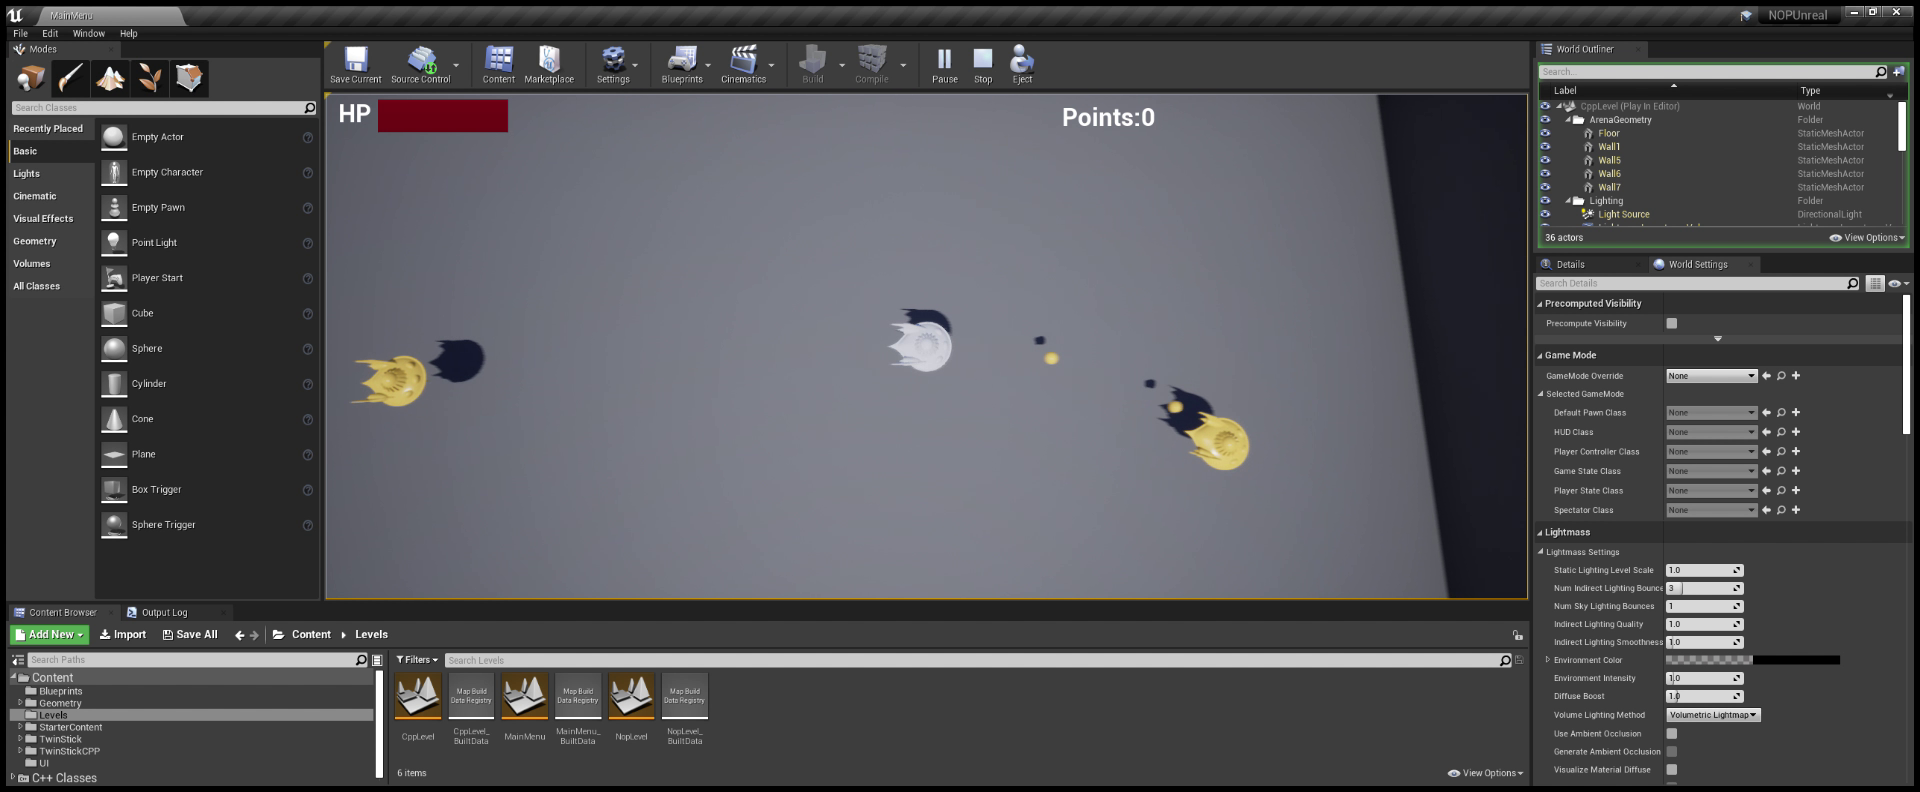 MainMenu
NOPUnreal
File Edit Window Help
Modes
Search Classes
Recently Placed
Basic
Lights
Cinematic
Visual Effects
Geometry
Volumes
All Classes
Empty Actor
Empty Character
Empty Pawn
Point Light
Player Start
Cube
Sphere
Cylinder
Cone
Plane
Box Trigger
Sphere Trigger
Save Current Source Control Content Marketplace Settings Blueprints Cinematics Build Compile Pause Stop Eject
HP
Points:0
World Outliner
Search...
Label Type
CppLevel (Play In Editor) World
ArenaGeometry Folder
Floor StaticMeshActor
Wall1 StaticMeshActor
Wall5 StaticMeshActor
Wall6 StaticMeshActor
Wall7 StaticMeshActor
Lighting Folder
Light Source DirectionalLight
36 actors View Options
Details World Settings
Search Details
Precomputed Visibility
Precompute Visibility
Game Mode
GameMode Override None
Selected GameMode
Default Pawn Class None
HUD Class None
Player Controller Class None
Game State Class None
Player State Class None
Spectator Class None
Lightmass
Lightmass Settings
Static Lighting Level Scale 1.0
Num Indirect Lighting Bounce 3
Num Sky Lighting Bounces 1
Indirect Lighting Quality 1.0
Indirect Lighting Smoothness 1.0
Environment Color
Environment Intensity 1.0
Diffuse Boost 1.0
Volume Lighting Method Volumetric Lightmap
Use Ambient Occlusion
Generate Ambient Occlusion
Visualize Material Diffuse
Content Browser Output Log
Add New Import Save All Content Levels
Search Paths
Content
Blueprints
Geometry
Levels
StarterContent
TwinStick
TwinStickCPP
UI
C++ Classes
Filters Search Levels
Map Build
Data Registry
Map Build
Data Registry
Map Build
Data Registry
CppLevel
CppLevel_
BuiltData
MainMenu
MainMenu_
BuiltData
NopLevel
NopLevel_
BuiltData
6 items View Options